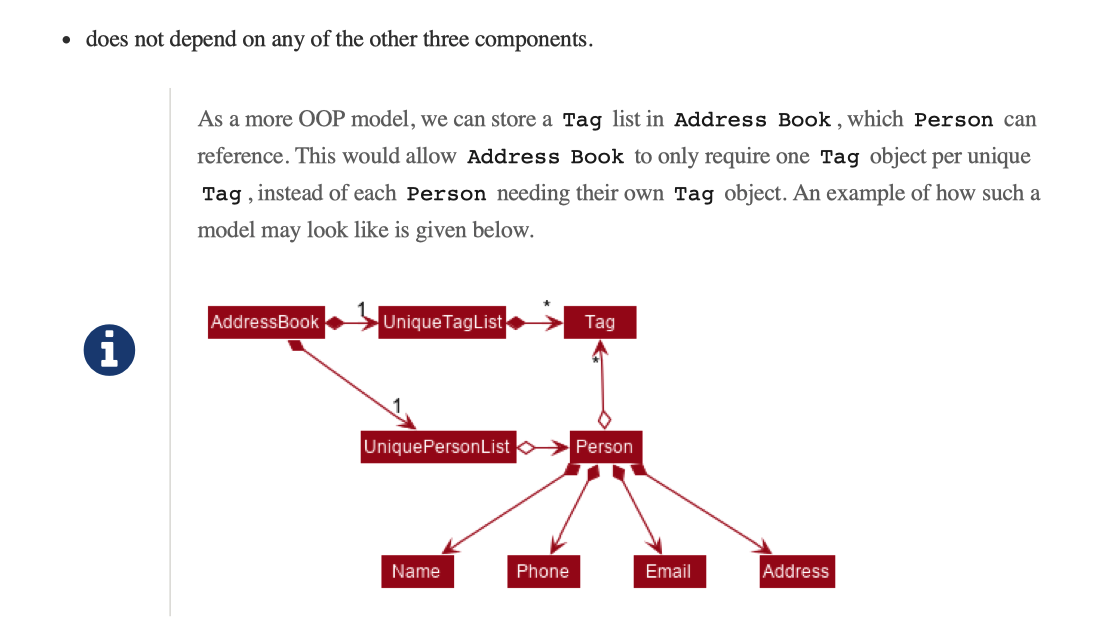 does not depend on any of the other three components.
As a more OOP model, we can store a Tag list in Address Book , which Person can
reference. This would allow Address Book to only require one Tag object per unique
Tag , instead of each Person needing their own Tag object. An example of how such a
model may look like is given below.
AddressBook 1 UniqueTagList * Tag
*
1
UniquePersonList Person
Name Phone Email Address